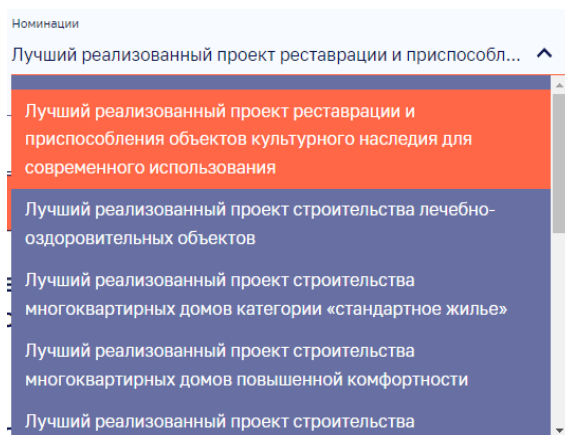 Номинации
Лучший реализованный проект реставрации и приспособл...
Лучший реализованный проект реставрации и
приспособления объектов культурного наследия для
современного использования
Лучший реализованный проект строительства лечебно-
оздоровительных объектов
Лучший реализованный проект строительства
многоквартирных домов категории «стандартное жилье»
Лучший реализованный проект строительства
многоквартирных домов повышенной комфортности
Лучший реализованный проект строительства